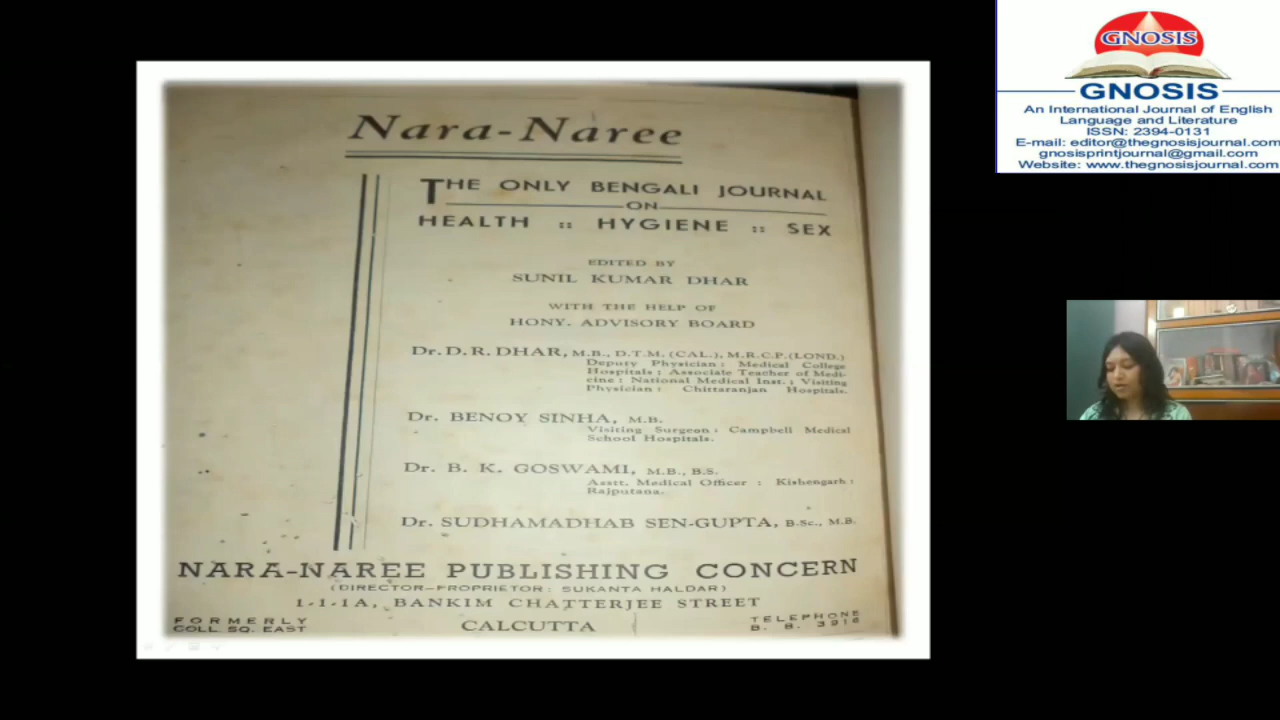 Nara-Naree
THE ONLY BENGALI JOURNAL
ON
HEALTH :: HYGIENE :: SEX
EDITED BY
SUNIL KUMAR DHAR
WITH THE HELP OF
HONY. ADVISORY BOARD
Dr. D. R. DHAR, M.B., D.T.M. (CAL.), M.R.C.P. (LOND.)
Deputy Physician : Medical College
Hospitals : Associate Teacher of Medi-
cine : National Medical Inst. ; Visiting
Physician : Chittaranjan Hospitals.
Dr. BENOY SINHA, M.B.
Visiting Surgeon : Campbell Medical
School Hospitals.
Dr. B. K. GOSWAMI, M.B., B.S.
Asstt. Medical Officer : Kishengarh :
Rajputana.
Dr. SUDHAMADHAB SEN-GUPTA, B.Sc., M.B.
NARA-NAREE PUBLISHING CONCERN
(DIRECTOR-PROPRIETOR : SUKANTA HALDAR)
1-1-1A, BANKIM CHATTERJEE STREET
FORMERLY
COLL. SQ. EAST
CALCUTTA
TELEPHONE
B. B. 3918
GNOSIS
GNOSIS
An International Journal of English
Language and Literature
ISSN: 2394-0131
E-mail: editor@thegnosisjournal.com
gnosisprintjournal@gmail.com
Website: www.thegnosisjournal.com